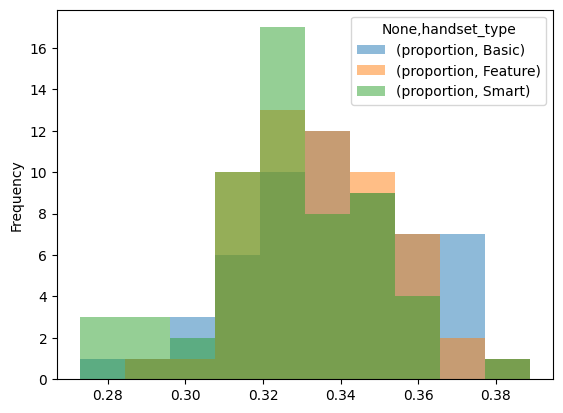 None,handset_type
(proportion, Basic)
(proportion, Feature)
(proportion, Smart)
Frequency
16
14
12
10
8
6
4
2
0
0.28 0.30 0.32 0.34 0.36 0.38